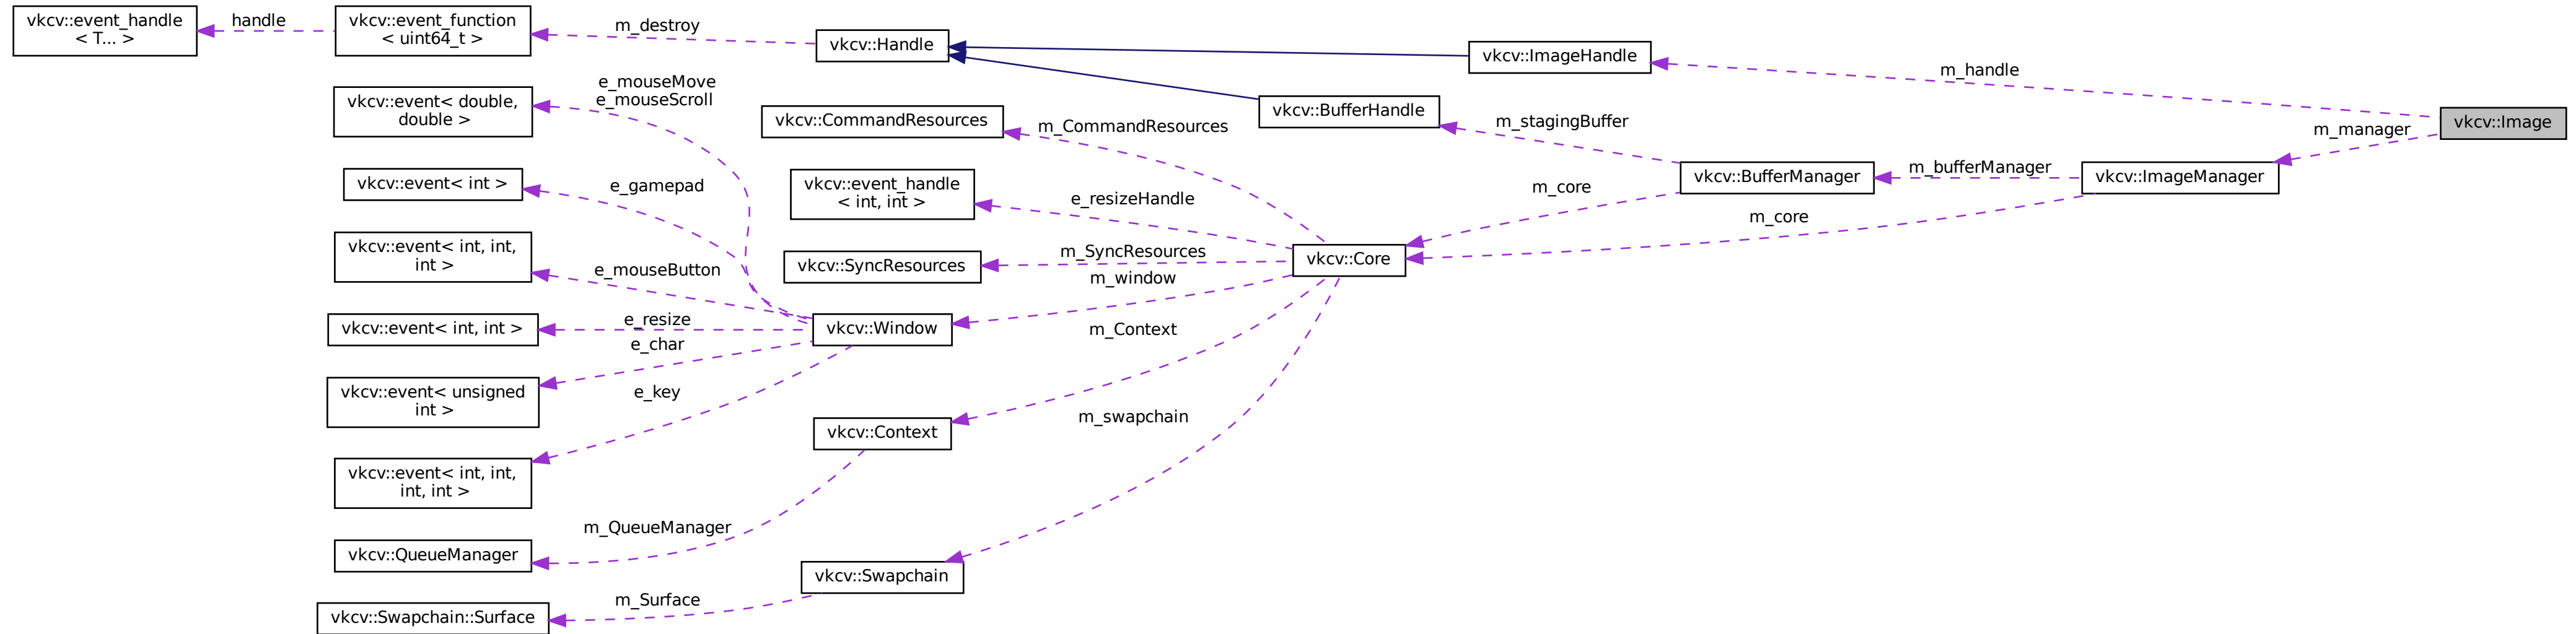 vkcv::event_handle
< T... >
handle
vkcv::event_function
< uint64_t >
m_destroy
vkcv::Handle
vkcv::ImageHandle
m_handle
vkcv::Image
vkcv::event< double,
double >
e_mouseMove
e_mouseScroll
vkcv::CommandResources
m_CommandResources
vkcv::BufferHandle
m_stagingBuffer
m_manager
vkcv::event< int >
e_gamepad
vkcv::event_handle
< int, int >
e_resizeHandle
m_core
vkcv::BufferManager
m_bufferManager
vkcv::ImageManager
m_core
vkcv::event< int, int,
int >
e_mouseButton
vkcv::SyncResources
m_SyncResources
m_window
vkcv::Core
vkcv::event< int, int >
e_resize
e_char
vkcv::Window
m_Context
vkcv::event< unsigned
int >
e_key
vkcv::Context
m_swapchain
vkcv::event< int, int,
int, int >
vkcv::QueueManager
m_QueueManager
vkcv::Swapchain
vkcv::Swapchain::Surface
m_Surface